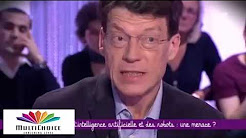 l'intelligence artificielle et des robots : une menace ?
MULTICHOICE